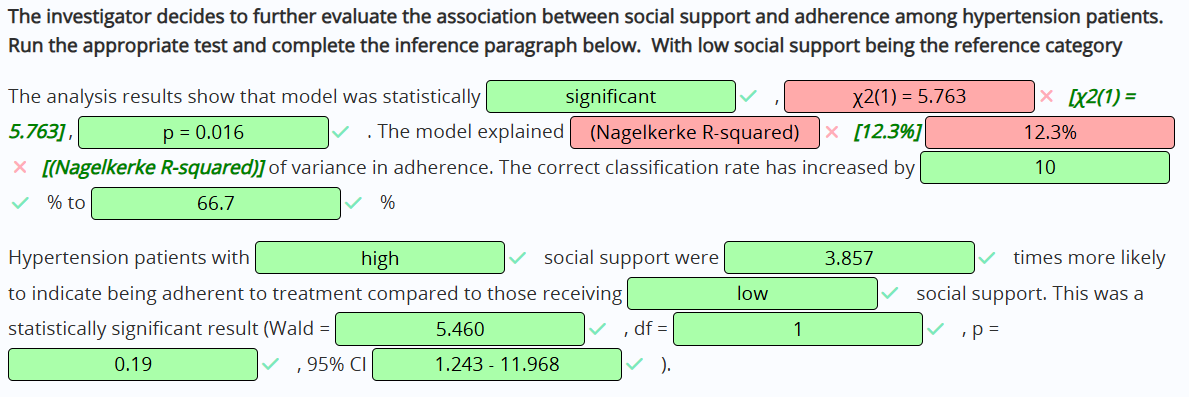 The investigator decides to further evaluate the association between social support and adherence among hypertension patients.
Run the appropriate test and complete the inference paragraph below. With low social support being the reference category
The analysis results show that model was statistically significant ✓ , χ2(1) = 5.763 × [χ2(1) =
5.763] , p = 0.016 ✓ . The model explained (Nagelkerke R-squared) × [12.3%] 12.3%
× [(Nagelkerke R-squared)] of variance in adherence. The correct classification rate has increased by 10
✓ % to 66.7 ✓ %
Hypertension patients with high ✓ social support were 3.857 ✓ times more likely
to indicate being adherent to treatment compared to those receiving low ✓ social support. This was a
statistically significant result (Wald = 5.460 ✓ , df = 1 ✓ , p =
0.19 ✓ , 95% CI 1.243 - 11.968 ✓ ).